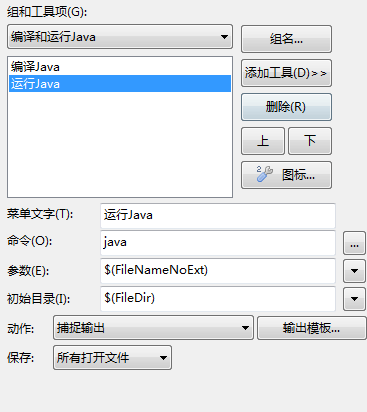 组和工具项(G):
编译和运行Java
组名...
编译Java
运行Java
添加工具(D)>>
删除(R)
上
下
图标...
菜单文字(T):
运行Java
命令(O):
java
...
参数(E):
$(FileNameNoExt)
初始目录(I):
$(FileDir)
动作:
捕捉输出
输出模板...
保存:
所有打开文件